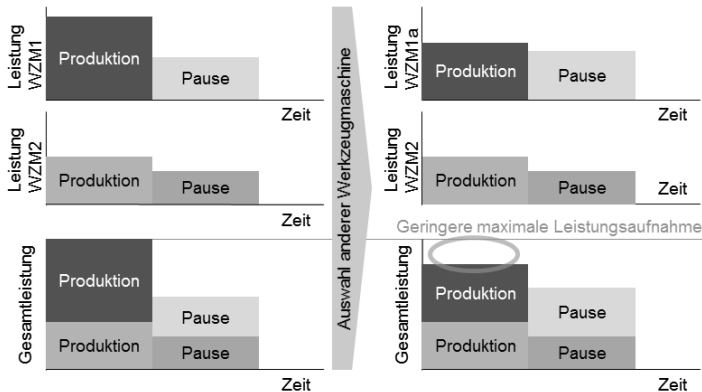 Leistung
WZM1
Produktion
Pause
Zeit
Leistung
WZM2
Produktion
Pause
Zeit
Gesamtleistung
Produktion
Pause
Produktion
Pause
Zeit
Auswahl anderer Werkzeugmaschine
Leistung
WZM1a
Produktion
Pause
Zeit
Leistung
WZM2
Produktion
Pause
Zeit
Geringere maximale Leistungsaufnahme
Gesamtleistung
Produktion
Pause
Produktion
Pause
Zeit